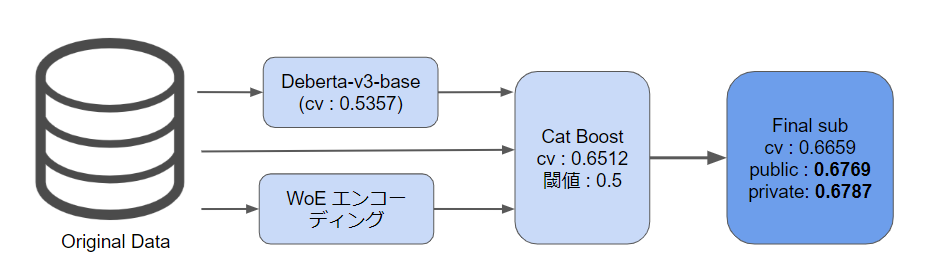 Original Data
Deberta-v3-base
(cv : 0.5357)
WoE エンコー
ディング
Cat Boost
cv : 0.6512
閾値 : 0.5
Final sub
cv : 0.6659
public : 0.6769
private: 0.6787